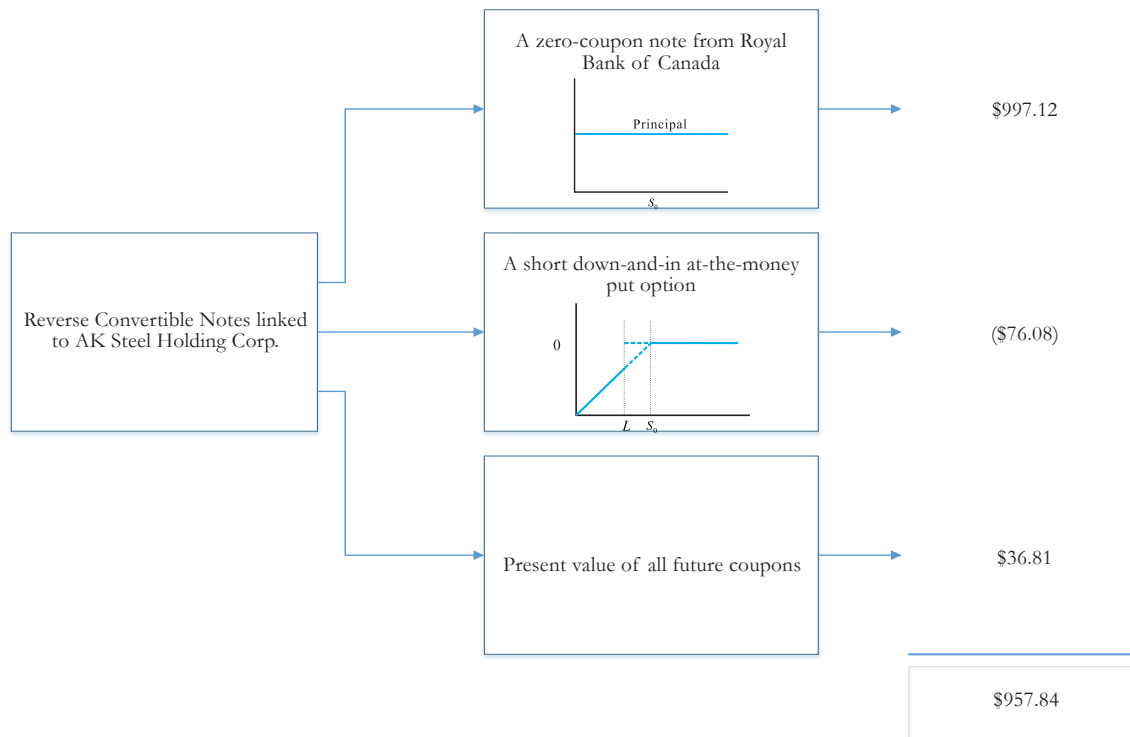 A zero-coupon note from Royal
Bank of Canada
Principal
S₀
$997.12
Reverse Convertible Notes linked
to AK Steel Holding Corp.
A short down-and-in at-the-money
put option
0
L S₀
($76.08)
Present value of all future coupons
$36.81
$957.84